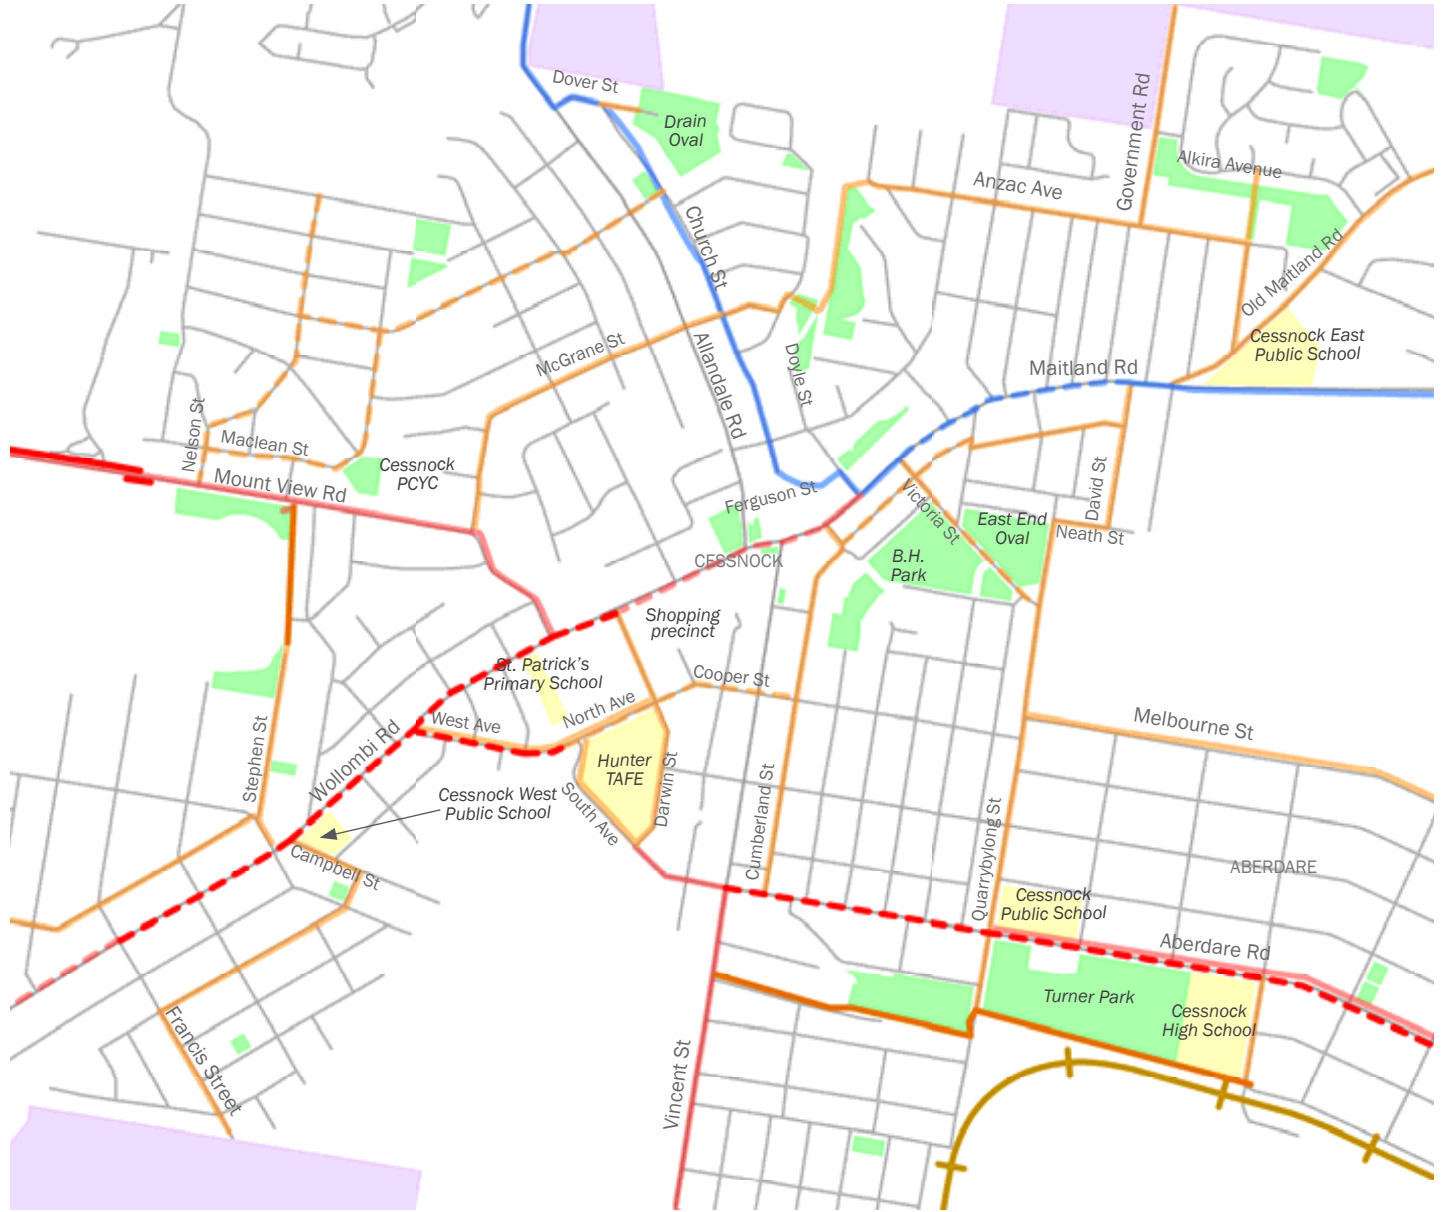 Dover St
Drain
Oval
Government Rd
Alkira Avenue
Anzac Ave
Church St
Old Maitland Rd
Cessnock East
Public School
McGrane St
Allandale Rd
Doyle St
Maitland Rd
Nelson St
Maclean St
Cessnock
PCYC
Mount View Rd
Ferguson St
Victoria St
David St
East End
Oval
Neath St
CESSNOCK
B.H.
Park
Shopping
precinct
St. Patrick's
Primary School
Cooper St
North Ave
West Ave
Melbourne St
Stephen St
Wollombi Rd
Hunter
TAFE
Darwin St
Cumberland St
Cessnock West
Public School
South Ave
Quarrybylong St
Campbell St
ABERDARE
Cessnock
Public School
Aberdare Rd
Turner Park
Cessnock
High School
Francis Street
Vincent St